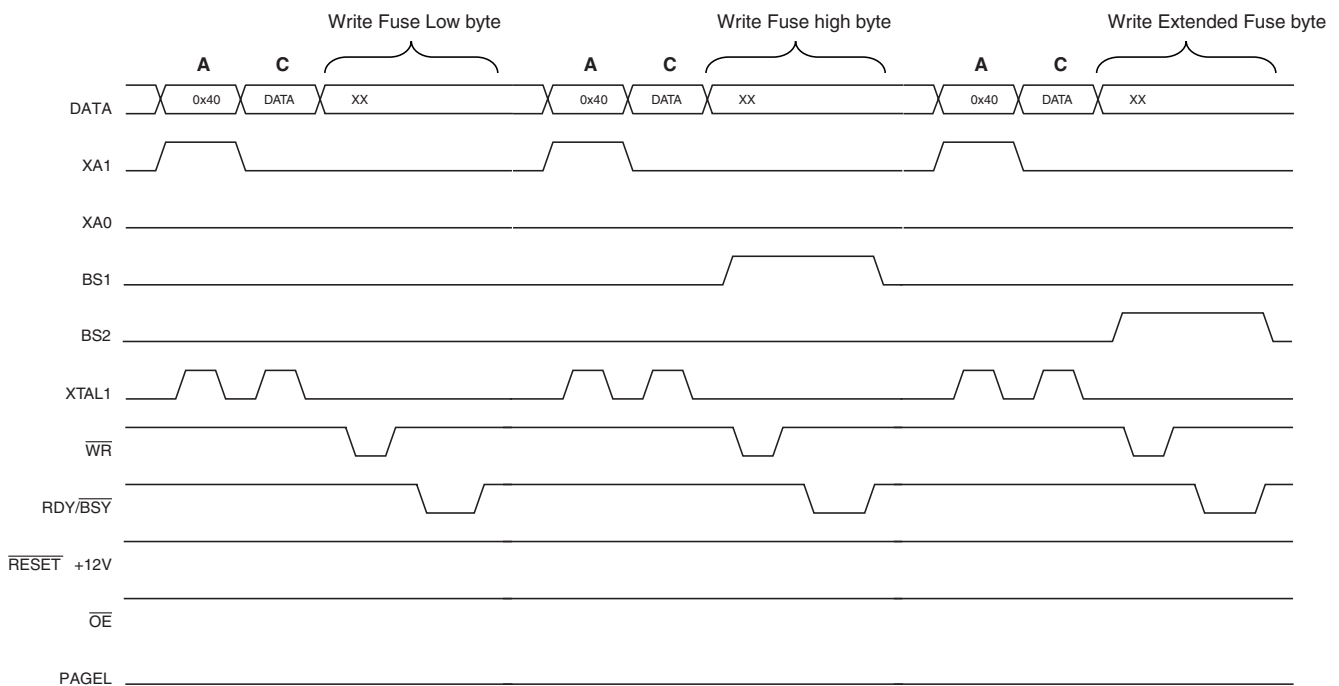 Write Fuse Low byte Write Fuse high byte Write Extended Fuse byte
A C A C A C
DATA 0x40 DATA XX 0x40 DATA XX 0x40 DATA XX
XA1
XA0
BS1
BS2
XTAL1
WR
RDY/BSY
RESET +12V
OE
PAGEL